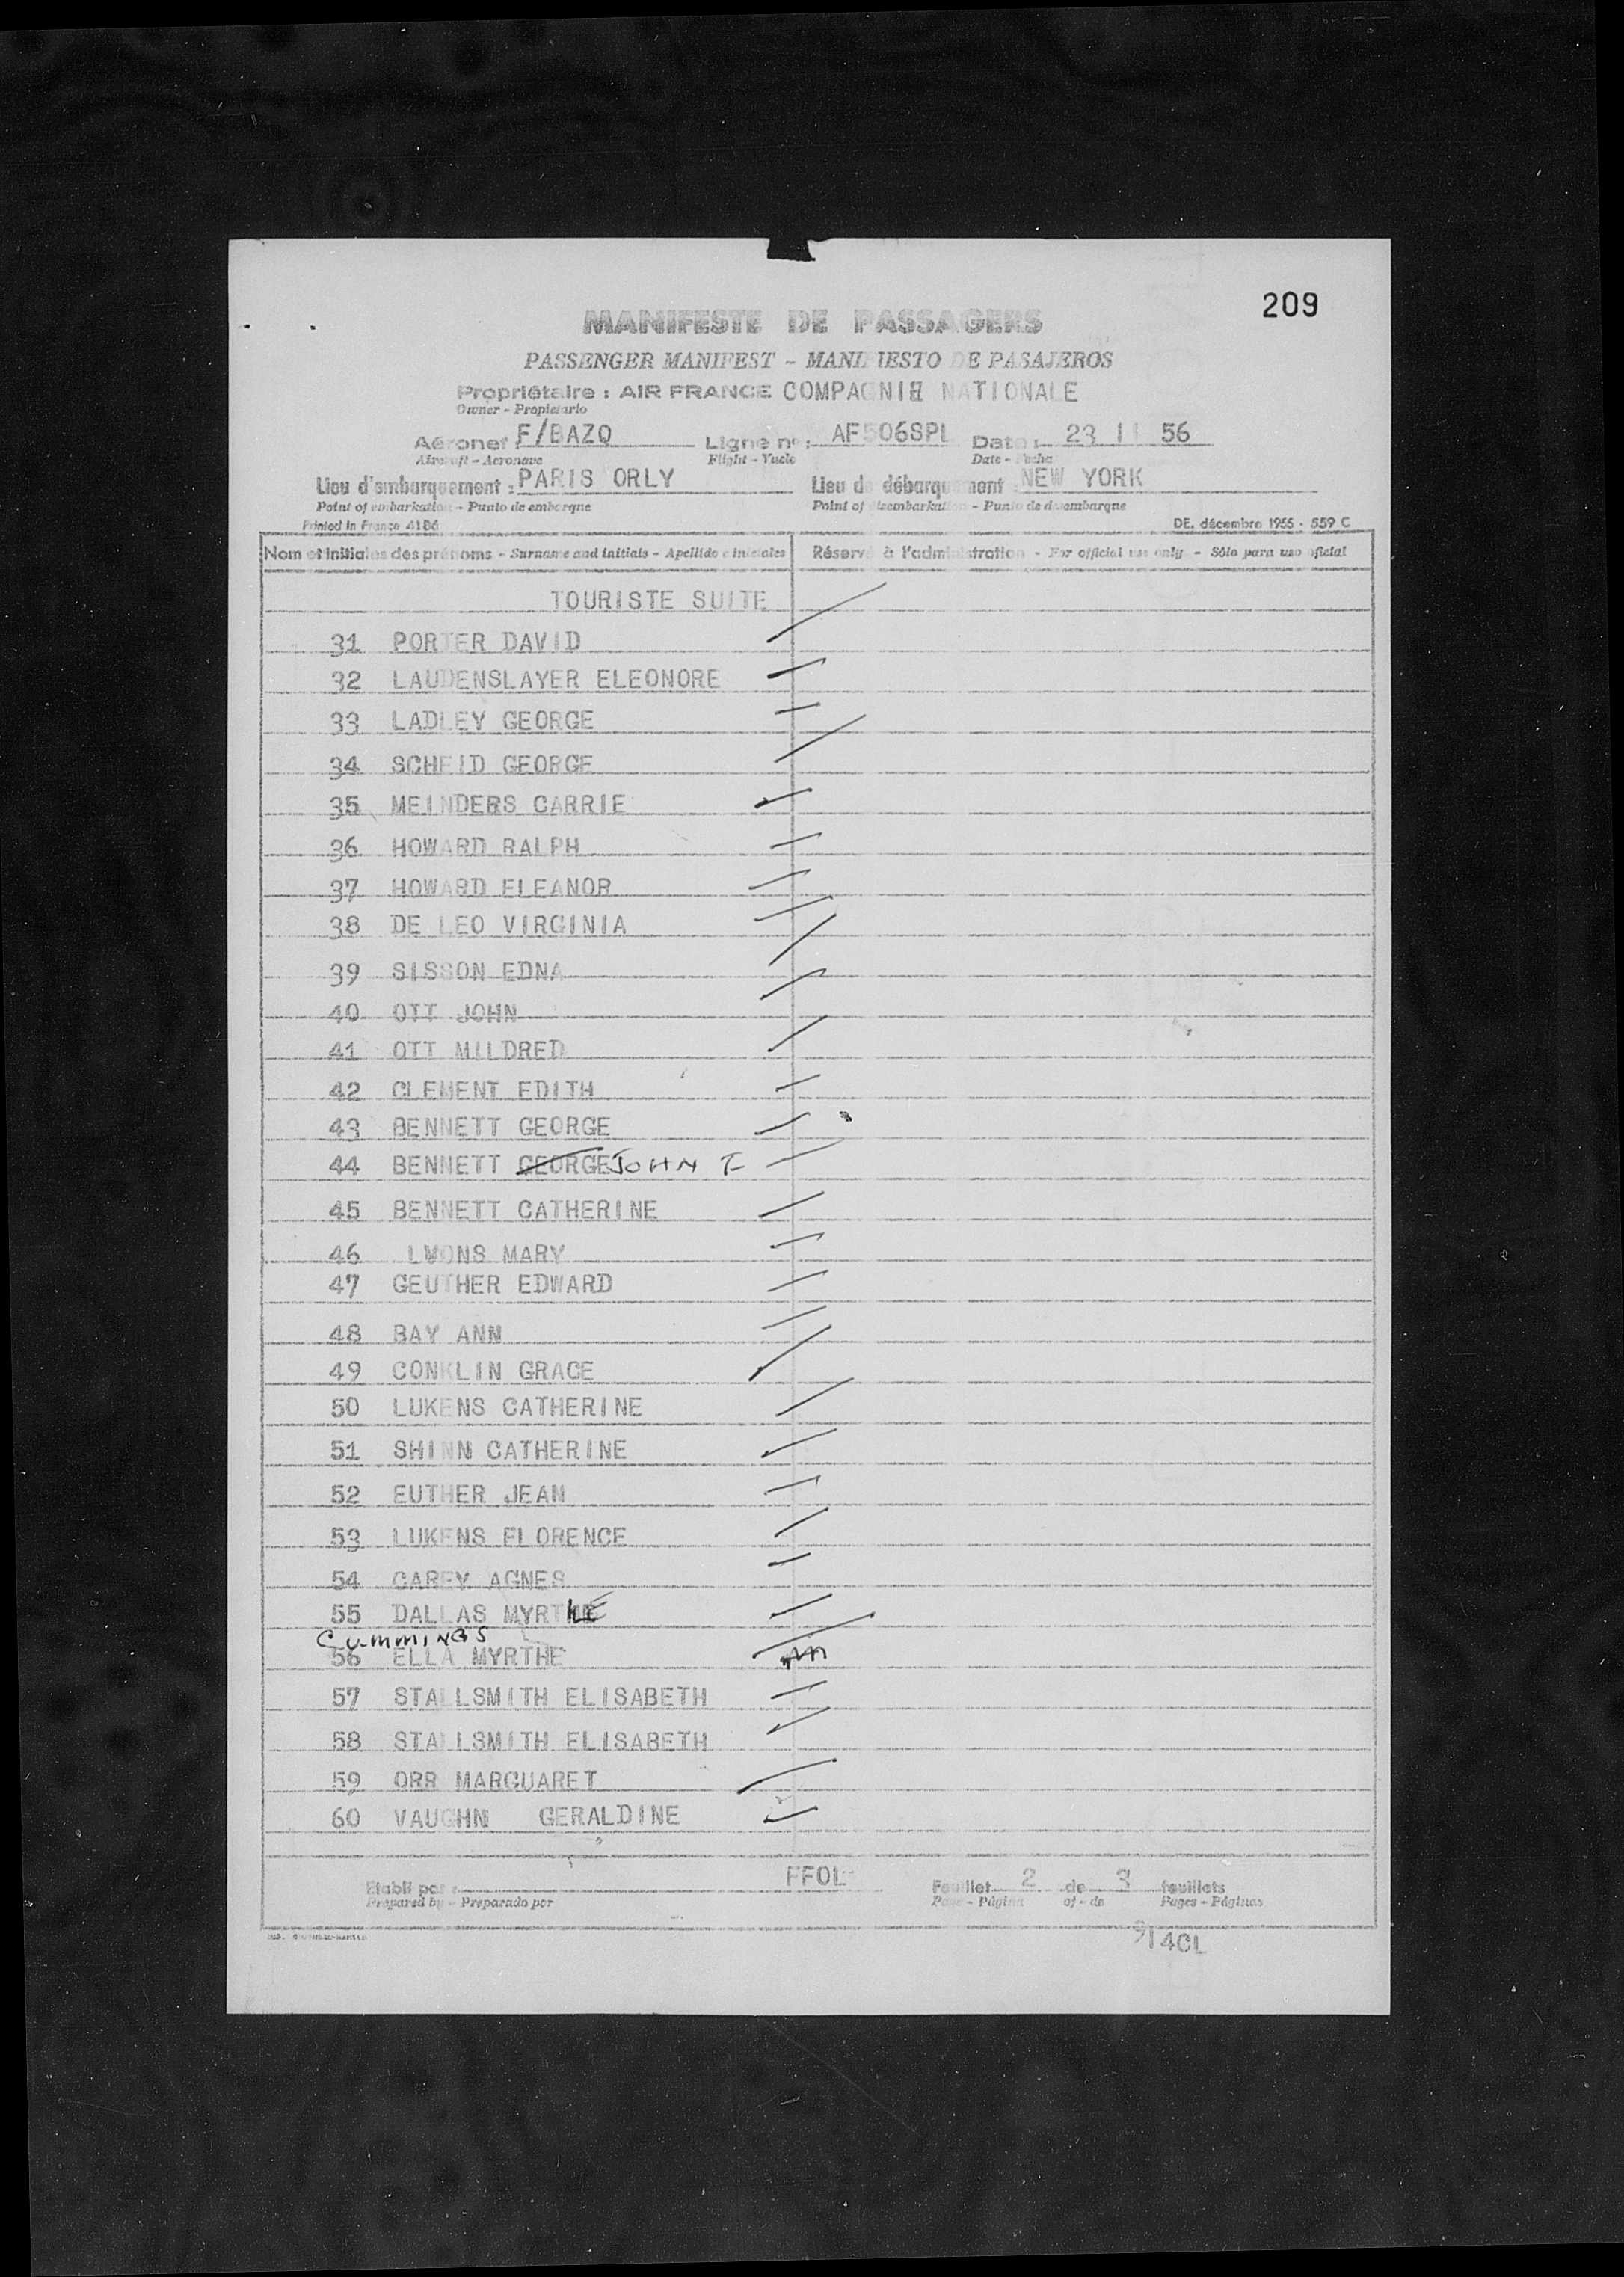 209
MANIFESTE DE PASSAGERS
PASSENGER MANIFEST - MANIFIESTO DE PASAJEROS
Propriétaire : AIR FRANCE COMPAGNIE NATIONALE
Owner - Propietario
Aéronef : F/BAZQ Ligne nº : AF506SPL Date : 23 11 56
Aircraft - Aeronave Flight - Vuelo Date - Fecha
Lieu d'embarquement : PARIS ORLY Lieu de débarquement : NEW YORK
Point of embarkation - Punto de emborque Point of disembarkation - Punto de desembarque
Printed in France 4186 DE. décembre 1955 - 559 C
Nom et initiales des prénoms - Surname and initials - Apellido e iniciales Réservé à l'administration - For official use only - Sólo para uso oficial
TOURISTE SUITE
31 PORTER DAVID
32 LAUDENSLAYER ELEONORE
33 LADLEY GEORGE
34 SCHEID GEORGE
35 MEINDERS CARRIE
36 HOWARD RALPH
37 HOWARD ELEANOR
38 DE LEO VIRGINIA
39 SISSON EDNA
40 OTT JOHN
41 OTT MILDRED
42 CLEMENT EDITH
43 BENNETT GEORGE
44 BENNETT GEORGE JOHN F
45 BENNETT CATHERINE
46 LYONS MARY
47 GEUTHER EDWARD
48 BAY ANN
49 CONKLIN GRACE
50 LUKENS CATHERINE
51 SHINN CATHERINE
52 EUTHER JEAN
53 LUKENS FLORENCE
54 CAREY AGNES
55 DALLAS MYRTLE
CUMMINGS
56 ELLA MYRTHE
57 STALLSMITH ELISABETH
58 STALLSMITH ELISABETH
59 ORR MARGUARET
60 VAUGHN GERALDINE
FFOL
Etabli par : Feuillet 2 de 3 feuillets
Prepared by - Preparado por Page - Página of - de Pages - Páginas
914CL